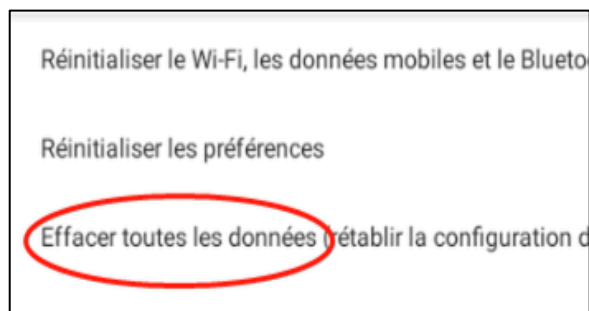 Réinitialiser le Wi-Fi, les données mobiles et le Blueto
Réinitialiser les préférences
Effacer toutes les données (rétablir la configuration d